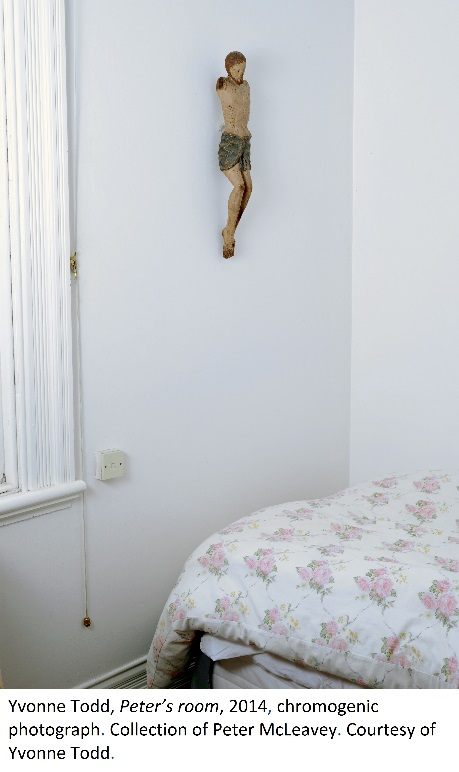 Yvonne Todd, Peter’s room, 2014, chromogenic
photograph. Collection of Peter McLeavey. Courtesy of
Yvonne Todd.